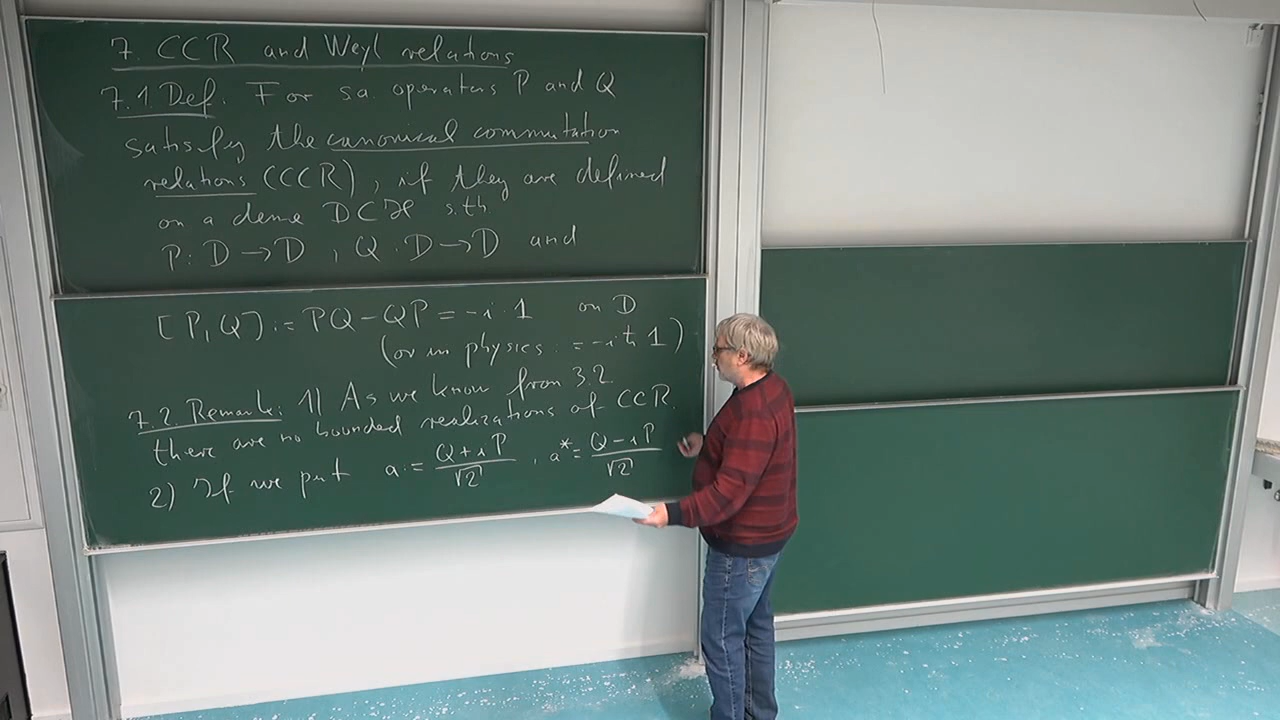 7. CCR and Weyl relations
7.1. Def. For s.a. operators P and Q
satisfy the canonical commutation
relations (CCR), if they are defined
on a dense D⊂ℋ s.th.
P: D→D, Q: D→D and
[P,Q] := PQ-QP = -i·1 on D
(or in physics: = -iħ1)
7.2. Remark: 1) As we know from 3.2.
there are no bounded realizations of CCR.
2) If we put a := (Q+iP)/√2, a* = (Q-iP)/√2